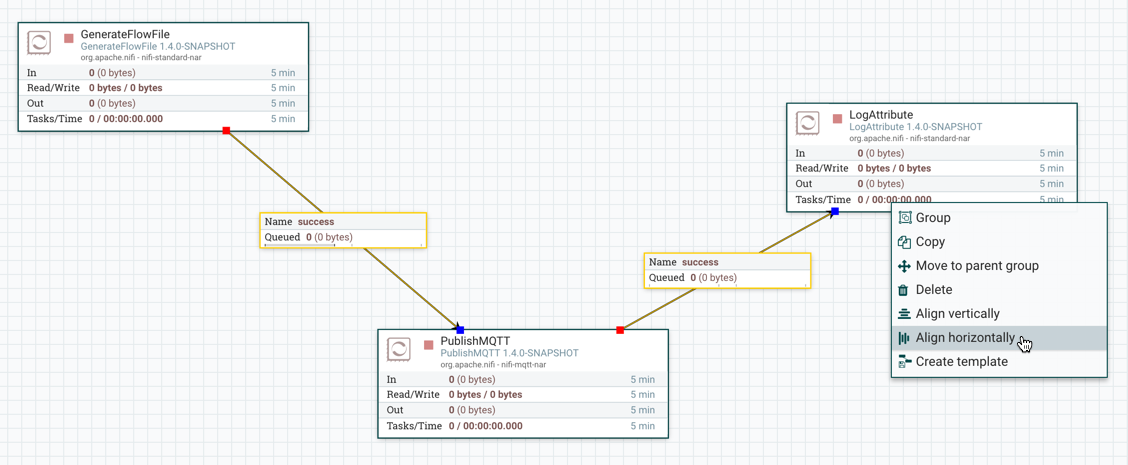 GenerateFlowFile
GenerateFlowFile 1.4.0-SNAPSHOT
org.apache.nifi - nifi-standard-nar
In 0 (0 bytes) 5 min
Read/Write 0 bytes / 0 bytes 5 min
Out 0 (0 bytes) 5 min
Tasks/Time 0 / 00:00:00.000 5 min
Name success
Queued 0 (0 bytes)
PublishMQTT
PublishMQTT 1.4.0-SNAPSHOT
org.apache.nifi - nifi-mqtt-nar
In 0 (0 bytes) 5 min
Read/Write 0 bytes / 0 bytes 5 min
Out 0 (0 bytes) 5 min
Tasks/Time 0 / 00:00:00.000 5 min
Name success
Queued 0 (0 bytes)
LogAttribute
LogAttribute 1.4.0-SNAPSHOT
org.apache.nifi - nifi-standard-nar
In 0 (0 bytes) 5 min
Read/Write 0 bytes / 0 bytes 5 min
Out 0 (0 bytes) 5 min
Tasks/Time 0 / 00:00:00.000 5 min
Group
Copy
Move to parent group
Delete
Align vertically
Align horizontally
Create template